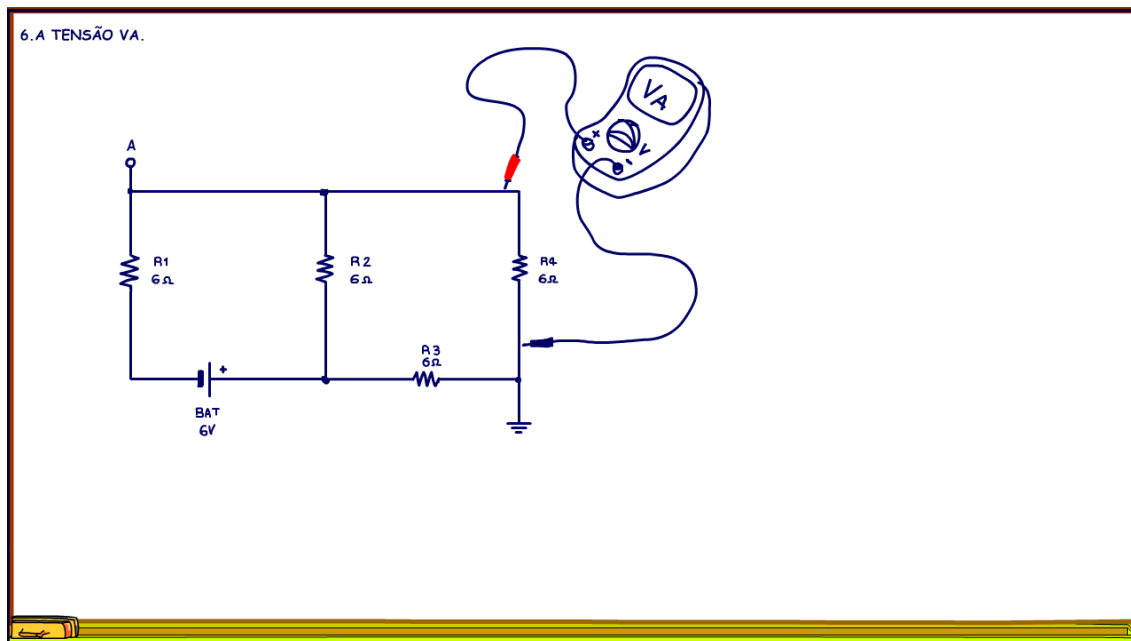 6.A TENSÃO VA.
VA
+
V
-
A
R1
6Ω
R2
6Ω
R4
6Ω
R3
6Ω
+
BAT
6V